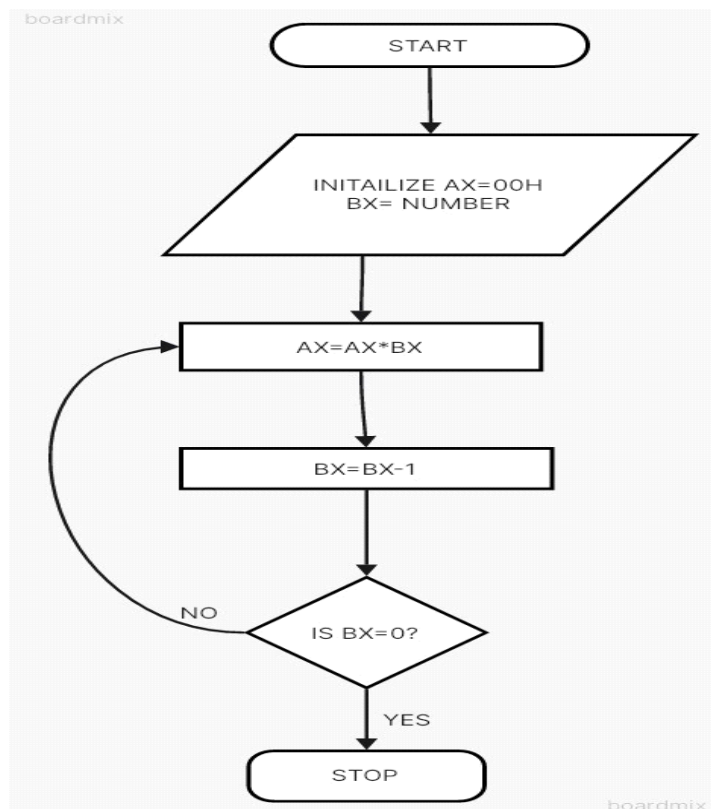 boardmix
START
INITAILIZE AX=00H
BX= NUMBER
AX=AX*BX
BX=BX-1
NO
IS BX=0?
YES
STOP
boardmix